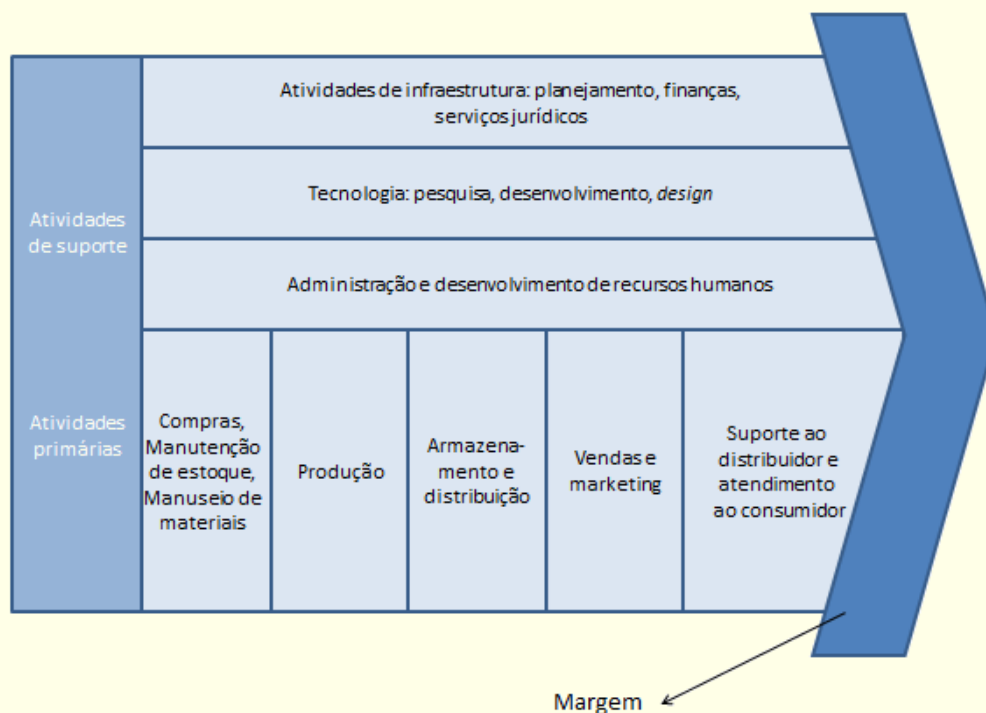 Atividades de infraestrutura: planejamento, finanças,
serviços jurídicos
Tecnologia: pesquisa, desenvolvimento, design
Atividades
de suporte
Administração e desenvolvimento de recursos humanos
Atividades
primárias
Compras,
Manutenção
de estoque,
Manuseio de
materiais
Produção
Armazena-
mento e
distribuição
Vendas e
marketing
Suporte ao
distribuidor e
atendimento
ao consumidor
Margem